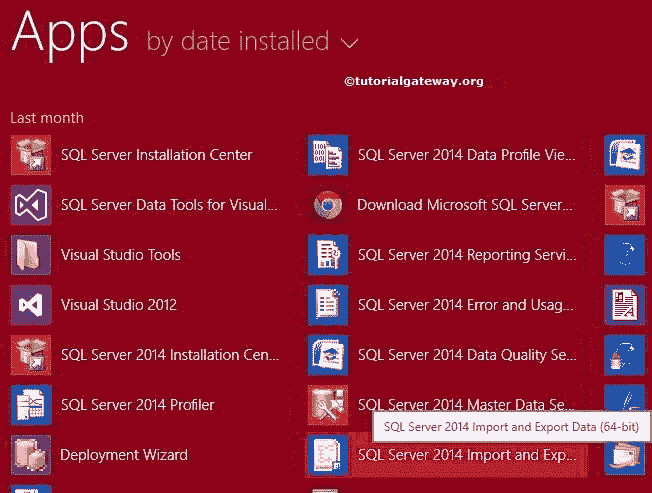 Apps by date installed
©tutorialgateway.org
Last month
SQL Server Installation Center
SQL Server Data Tools for Visual...
Visual Studio Tools
Visual Studio 2012
SQL Server 2014 Installation Cen...
SQL Server 2014 Profiler
Deployment Wizard
SQL Server 2014 Data Profile Vie...
Download Microsoft SQL Server...
SQL Server 2014 Reporting Servi...
SQL Server 2014 Error and Usag...
SQL Server 2014 Data Quality Se...
SQL Server 2014 Master Data Se...
SQL Server 2014 Import and Export Data (64-bit)
SQL Server 2014 Import and Exp...